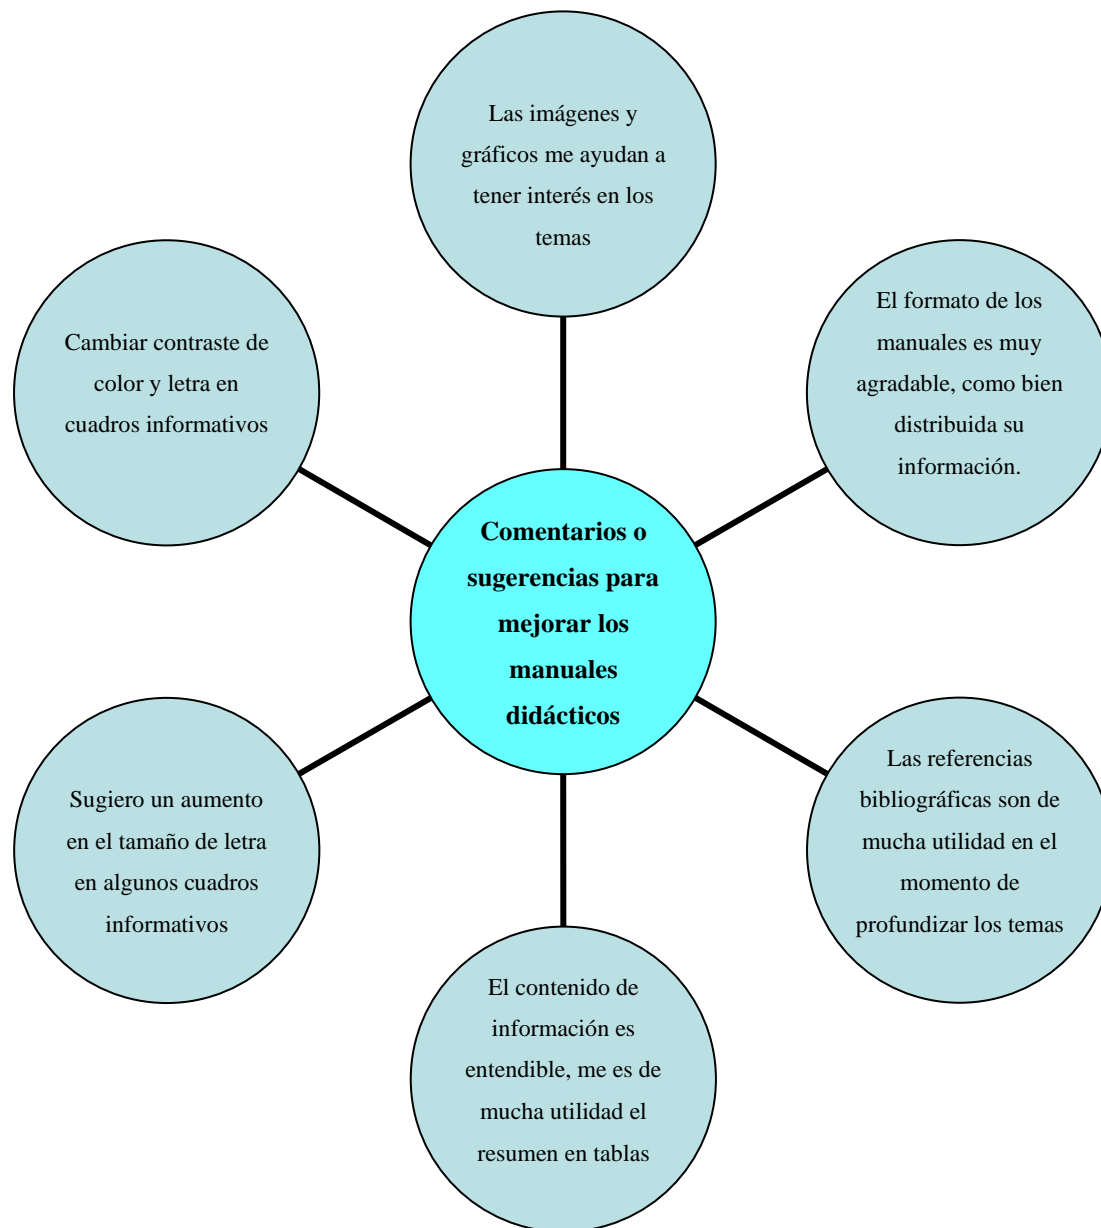 Las imágenes y
gráficos me ayudan a
tener interés en los
temas
El formato de los
manuales es muy
agradable, como bien
distribuida su
información.
Cambiar contraste de
color y letra en
cuadros informativos
Comentarios o
sugerencias para
mejorar los
manuales
didácticos
Las referencias
bibliográficas son de
mucha utilidad en el
momento de
profundizar los temas
Sugiero un aumento
en el tamaño de letra
en algunos cuadros
informativos
El contenido de
información es
entendible, me es de
mucha utilidad el
resumen en tablas